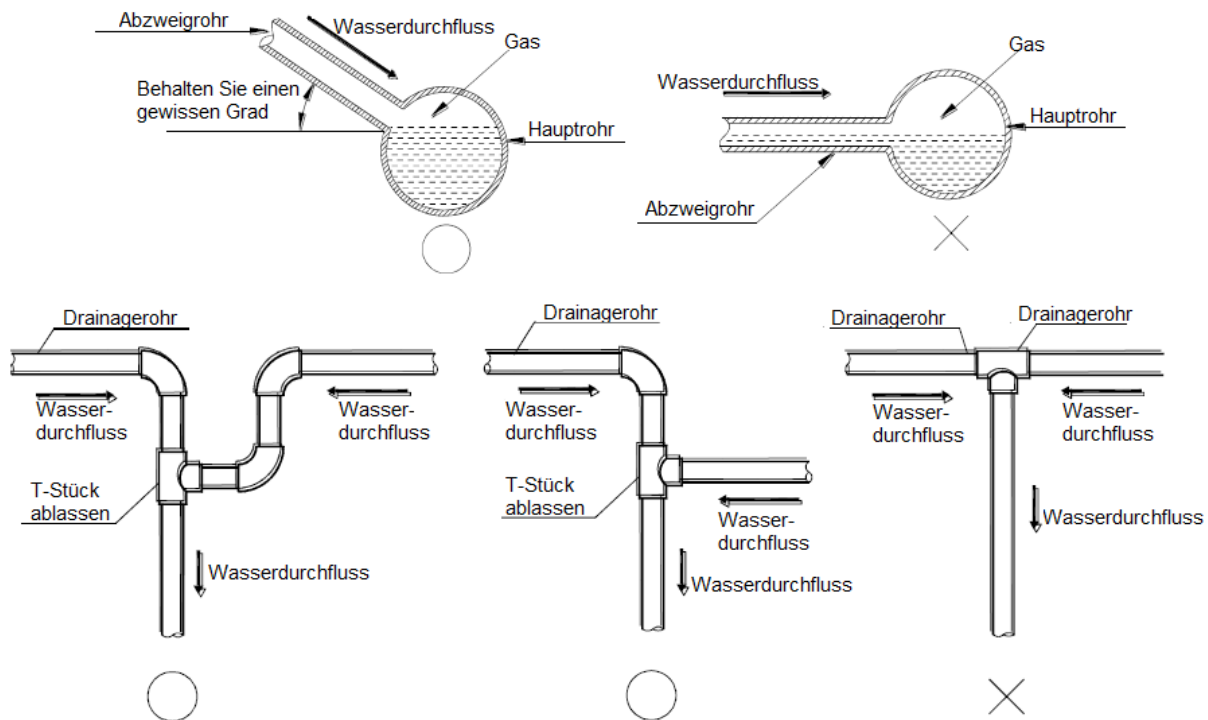 Abzweigrohr
Wasserdurchfluss
Gas
Behalten Sie einen
gewissen Grad
Hauptrohr
Gas
Wasserdurchfluss
Hauptrohr
Abzweigrohr
Drainagerohr
Wasser-
durchfluss
Wasser-
durchfluss
T-Stück
ablassen
Wasserdurchfluss
Drainagerohr
Wasser-
durchfluss
T-Stück
ablassen
Wasser-
durchfluss
Wasserdurchfluss
Drainagerohr
Drainagerohr
Wasser-
durchfluss
Wasser-
durchfluss
Wasserdurchfluss